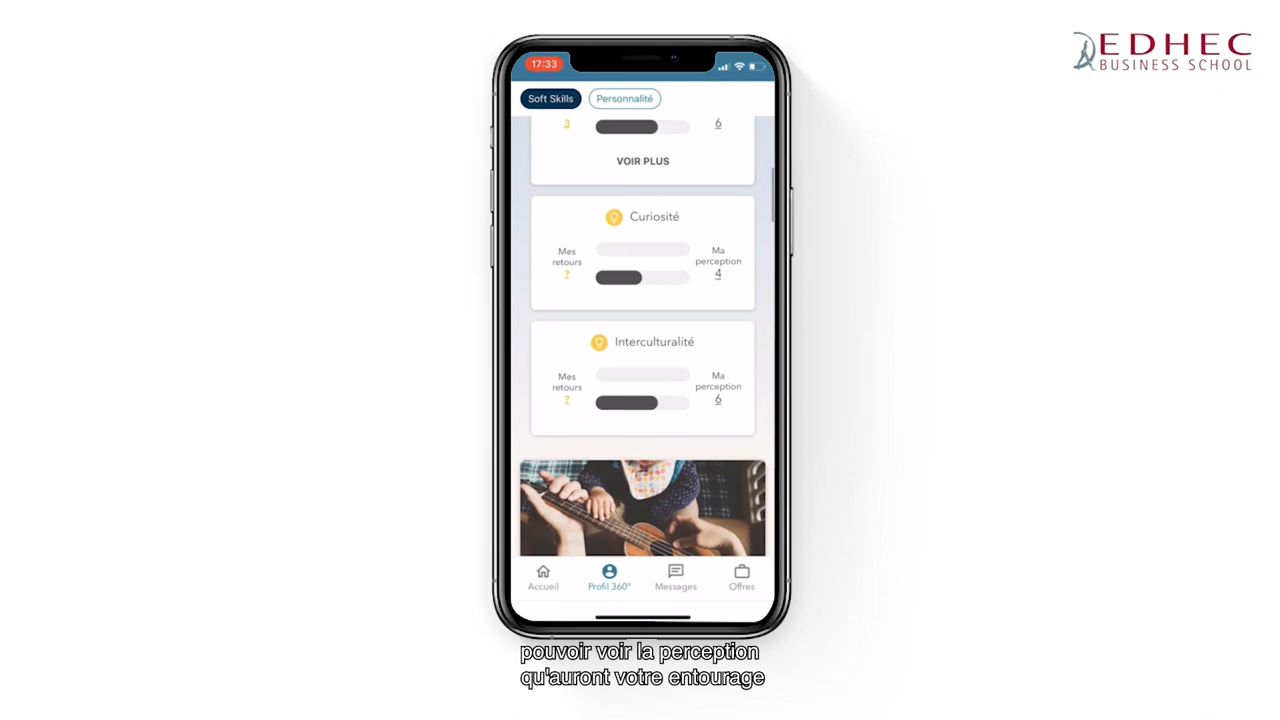 EDHEC
BUSINESS SCHOOL
17:33
Soft Skills
Personnalité
3
6
VOIR PLUS
Curiosité
Mes
retours
?
Ma
perception
4
Interculturalité
Mes
retours
?
Ma
perception
6
Accueil
Profil 360°
Messages
Offres
pouvoir voir la perception
qu'auront votre entourage